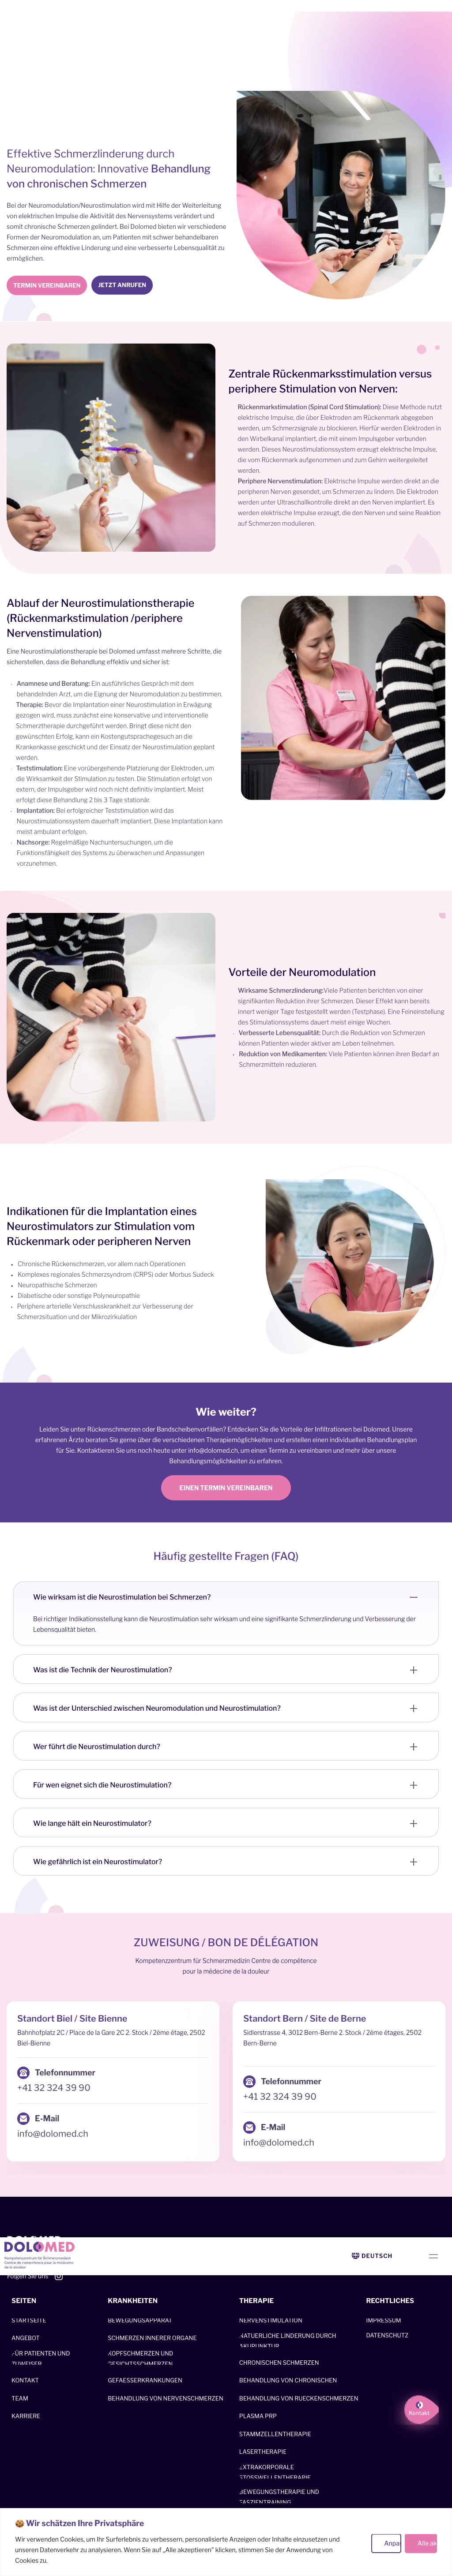 Effektive Schmerzlinderung durch
Neuromodulation: Innovative Behandlung
von chronischen Schmerzen
Bei der Neuromodulation/Neurostimulation wird mit Hilfe der Weiterleitung
von elektrischen Impulse die Aktivität des Nervensystems verändert und
somit chronische Schmerzen gelindert. Bei Dolomed bieten wir verschiedene
Formen der Neuromodulation an, um Patienten mit schwer behandelbaren
Schmerzen eine effektive Linderung und eine verbesserte Lebensqualität zu
ermöglichen.
TERMIN VEREINBAREN
JETZT ANRUFEN
Zentrale Rückenmarksstimulation versus
periphere Stimulation von Nerven:
Rückenmarkstimulation (Spinal Cord Stimulation): Diese Methode nutzt
elektrische Impulse, die über Elektroden am Rückenmark abgegeben
werden, um Schmerzsignale zu blockieren. Hierfür werden Elektroden in
den Wirbelkanal implantiert, die mit einem Impulsgeber verbunden
werden. Dieses Neurostimulationssystem erzeugt elektrische Impulse,
die vom Rückenmark aufgenommen und zum Gehirn weitergeleitet
werden.
Periphere Nervenstimulation: Elektrische Impulse werden direkt an die
peripheren Nerven gesendet, um Schmerzen zu lindern. Die Elektroden
werden unter Ultraschallkontrolle direkt an den Nerven implantiert. Es
werden elektrische Impulse erzeugt, die den Nerven und seine Reaktion
auf Schmerzen modulieren.
Ablauf der Neurostimulationstherapie
(Rückenmarkstimulation /periphere
Nervenstimulation)
Eine Neurostimulationstherapie bei Dolomed umfasst mehrere Schritte, die
sicherstellen, dass die Behandlung effektiv und sicher ist:
Anamnese und Beratung: Ein ausführliches Gespräch mit dem
behandelnden Arzt, um die Eignung der Neuromodulation zu bestimmen.
Therapie: Bevor die Implantation einer Neurostimulation in Erwägung
gezogen wird, muss zunächst eine konservative und interventionelle
Schmerztherapie durchgeführt werden. Bringt diese nicht den
gewünschten Erfolg, kann ein Kostengutsprachegesuch an die
Krankenkasse geschickt und der Einsatz der Neurostimulation geplant
werden.
Teststimulation: Eine vorübergehende Platzierung der Elektroden, um
die Wirksamkeit der Stimulation zu testen. Die Stimulation erfolgt von
extern, der Impulsgeber wird noch nicht definitiv implantiert. Meist
erfolgt diese Behandlung 2 bis 3 Tage stationär.
Implantation: Bei erfolgreicher Teststimulation wird das
Neurostimulationssystem dauerhaft implantiert. Diese Implantation kann
meist ambulant erfolgen.
Nachsorge: Regelmäßige Nachuntersuchungen, um die
Funktionsfähigkeit des Systems zu überwachen und Anpassungen
vorzunehmen.
Vorteile der Neuromodulation
Wirksame Schmerzlinderung:Viele Patienten berichten von einer
signifikanten Reduktion ihrer Schmerzen. Dieser Effekt kann bereits
innert weniger Tage festgestellt werden (Testphase). Eine Feineinstellung
des Stimulationssystems dauert meist einige Wochen.
Verbesserte Lebensqualität: Durch die Reduktion von Schmerzen
können Patienten wieder aktiver am Leben teilnehmen.
Reduktion von Medikamenten: Viele Patienten können ihren Bedarf an
Schmerzmitteln reduzieren.
Indikationen für die Implantation eines
Neurostimulators zur Stimulation vom
Rückenmark oder peripheren Nerven
Chronische Rückenschmerzen, vor allem nach Operationen
Komplexes regionales Schmerzsyndrom (CRPS) oder Morbus Sudeck
Neuropathische Schmerzen
Diabetische oder sonstige Polyneuropathie
Periphere arterielle Verschlusskrankheit zur Verbesserung der
Schmerzsituation und der Mikrozirkulation
Wie weiter?
Leiden Sie unter Rückenschmerzen oder Bandscheibenvorfällen? Entdecken Sie die Vorteile der Infiltrationen bei Dolomed. Unsere
erfahrenen Ärzte beraten Sie gerne über die verschiedenen Therapiemöglichkeiten und erstellen einen individuellen Behandlungsplan
für Sie. Kontaktieren Sie uns noch heute unter info@dolomed.ch, um einen Termin zu vereinbaren und mehr über unsere
Behandlungsmöglichkeiten zu erfahren.
EINEN TERMIN VEREINBAREN
Häufig gestellte Fragen (FAQ)
Wie wirksam ist die Neurostimulation bei Schmerzen?
Bei richtiger Indikationsstellung kann die Neurostimulation sehr wirksam und eine signifikante Schmerzlinderung und Verbesserung der
Lebensqualität bieten.
Was ist die Technik der Neurostimulation?
Was ist der Unterschied zwischen Neuromodulation und Neurostimulation?
Wer führt die Neurostimulation durch?
Für wen eignet sich die Neurostimulation?
Wie lange hält ein Neurostimulator?
Wie gefährlich ist ein Neurostimulator?
ZUWEISUNG / BON DE DÉLÉGATION
Kompetenzzentrum für Schmerzmedizin Centre de compétence
pour la médecine de la douleur
Standort Biel / Site Bienne
Bahnhofplatz 2C / Place de la Gare 2C 2. Stock / 2ème étage, 2502
Biel-Bienne
Telefonnummer
+41 32 324 39 90
E-Mail
info@dolomed.ch
Standort Bern / Site de Berne
Sidlerstrasse 4, 3012 Bern-Berne 2. Stock / 2ème étages, 2502
Bern-Berne
Telefonnummer
+41 32 324 39 90
E-Mail
info@dolomed.ch
DOLOMED
Kompetenzzentrum für Schmerzmedizin
Centre de compétence pour la médecine
de la douleur
DEUTSCH
Folgen Sie uns
SEITEN
STARTSEITE
ANGEBOT
FÜR PATIENTEN UND
ZUWEISER
KONTAKT
TEAM
KARRIERE
KRANKHEITEN
BEWEGUNGSAPPARAT
SCHMERZEN INNERER ORGANE
KOPFSCHMERZEN UND
GESICHTSSCHMERZEN
GEFAESSERKRANKUNGEN
BEHANDLUNG VON NERVENSCHMERZEN
THERAPIE
NERVENSTIMULATION
NATUERLICHE LINDERUNG DURCH
AKUPUNKTUR
CHRONISCHEN SCHMERZEN
BEHANDLUNG VON CHRONISCHEN
BEHANDLUNG VON RUECKENSCHMERZEN
PLASMA PRP
STAMMZELLENTHERAPIE
LASERTHERAPIE
EXTRAKORPORALE
STOSSWELLENTHERAPIE
BEWEGUNGSTHERAPIE UND
FASZIENTRAINING
RECHTLICHES
IMPRESSUM
DATENSCHUTZ
Kontakt
🍪 Wir schätzen Ihre Privatsphäre
Wir verwenden Cookies, um Ihr Surferlebnis zu verbessern, personalisierte Anzeigen oder Inhalte einzusetzen und
unseren Datenverkehr zu analysieren. Wenn Sie auf „Alle akzeptieren" klicken, stimmen Sie der Anwendung von
Cookies zu.
Anpa
Alle ak